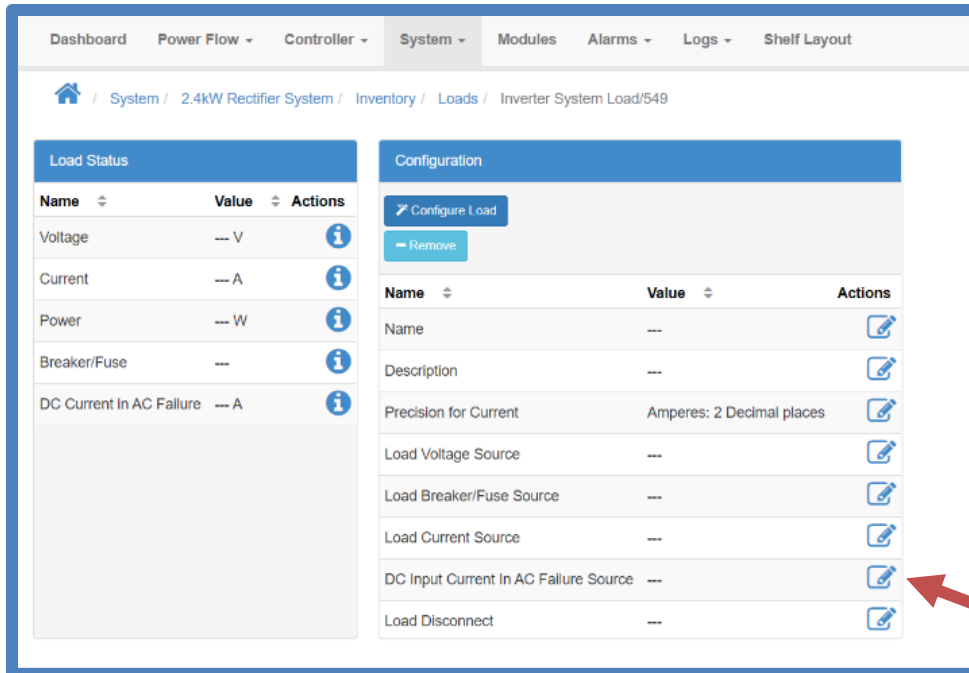 Dashboard Power Flow Controller System Modules Alarms Logs Shelf Layout
/ System / 2.4kW Rectifier System / Inventory / Loads / Inverter System Load/549
Load Status
Name Value Actions
Voltage --- V
Current --- A
Power --- W
Breaker/Fuse ---
DC Current In AC Failure --- A
Configuration
Configure Load
Remove
Name Value Actions
Name ---
Description ---
Precision for Current Amperes: 2 Decimal places
Load Voltage Source ---
Load Breaker/Fuse Source ---
Load Current Source ---
DC Input Current In AC Failure Source ---
Load Disconnect ---